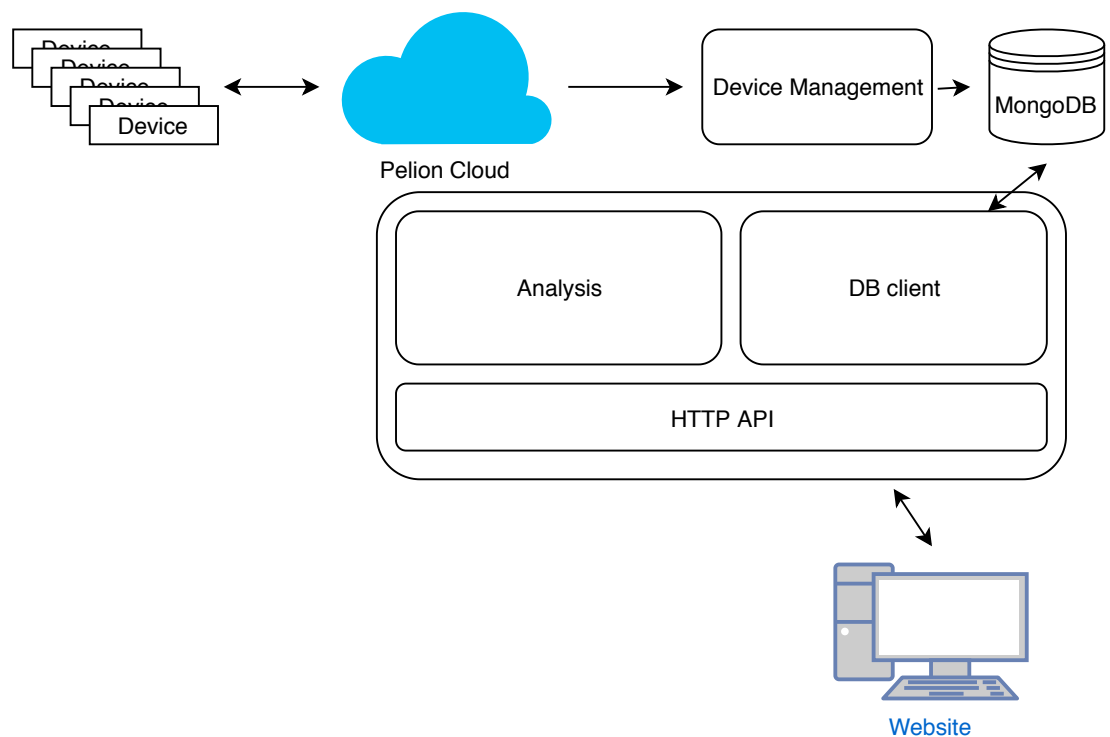 Device
Device
Device
Device
Device
Pelion Cloud
Device Management
MongoDB
Analysis
DB client
HTTP API
Website